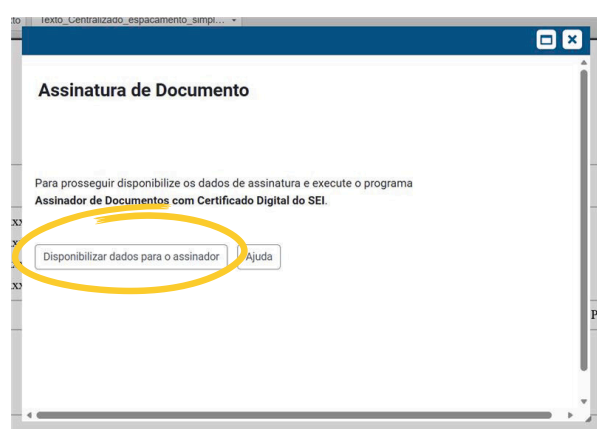 Texto_Centralizado_espacamento_simpl...
Assinatura de Documento
Para prosseguir disponibilize os dados de assinatura e execute o programa
Assinador de Documentos com Certificado Digital do SEI.
Disponibilizar dados para o assinador
Ajuda